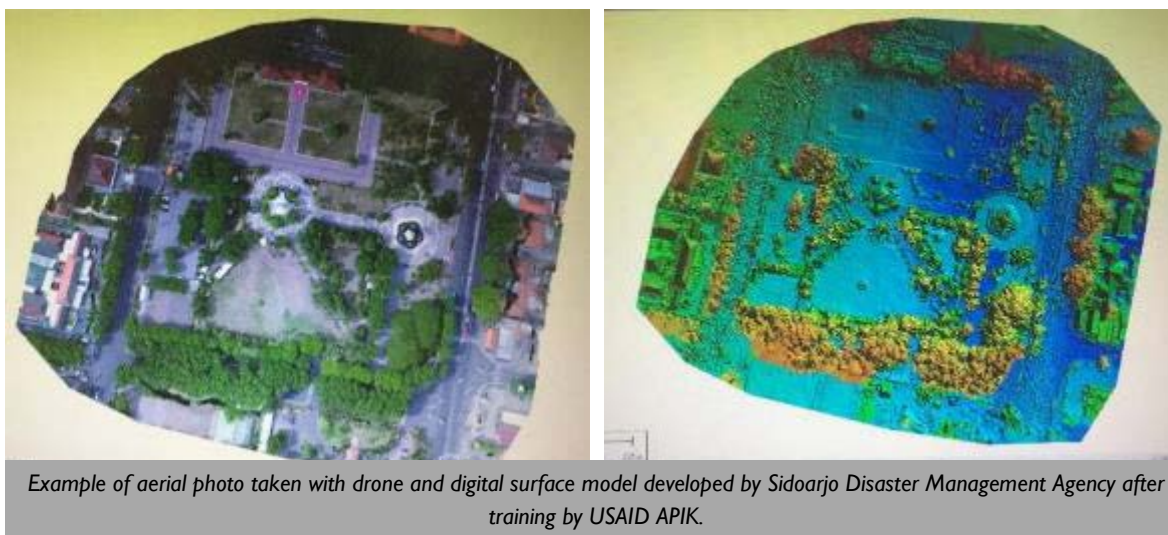 Example of aerial photo taken with drone and digital surface model developed by Sidoarjo Disaster Management Agency after
training by USAID APIK.